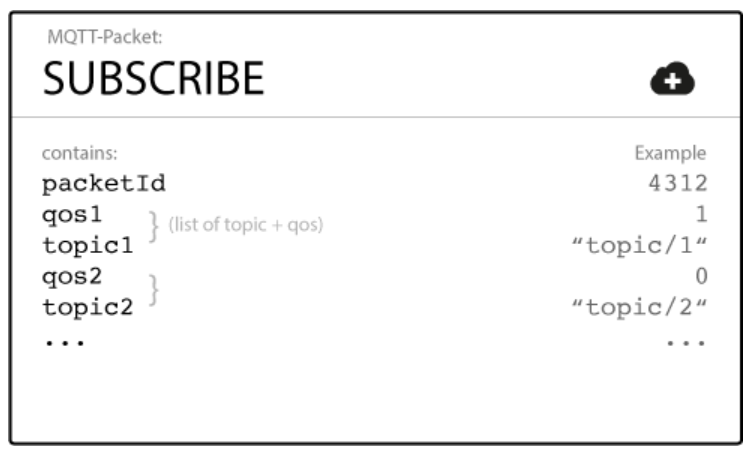 MQTT-Packet:
SUBSCRIBE
contains: Example
packetId 4312
qos1 } (list of topic + qos) 1
topic1 “topic/1“
qos2 } 0
topic2 “topic/2“
... ...